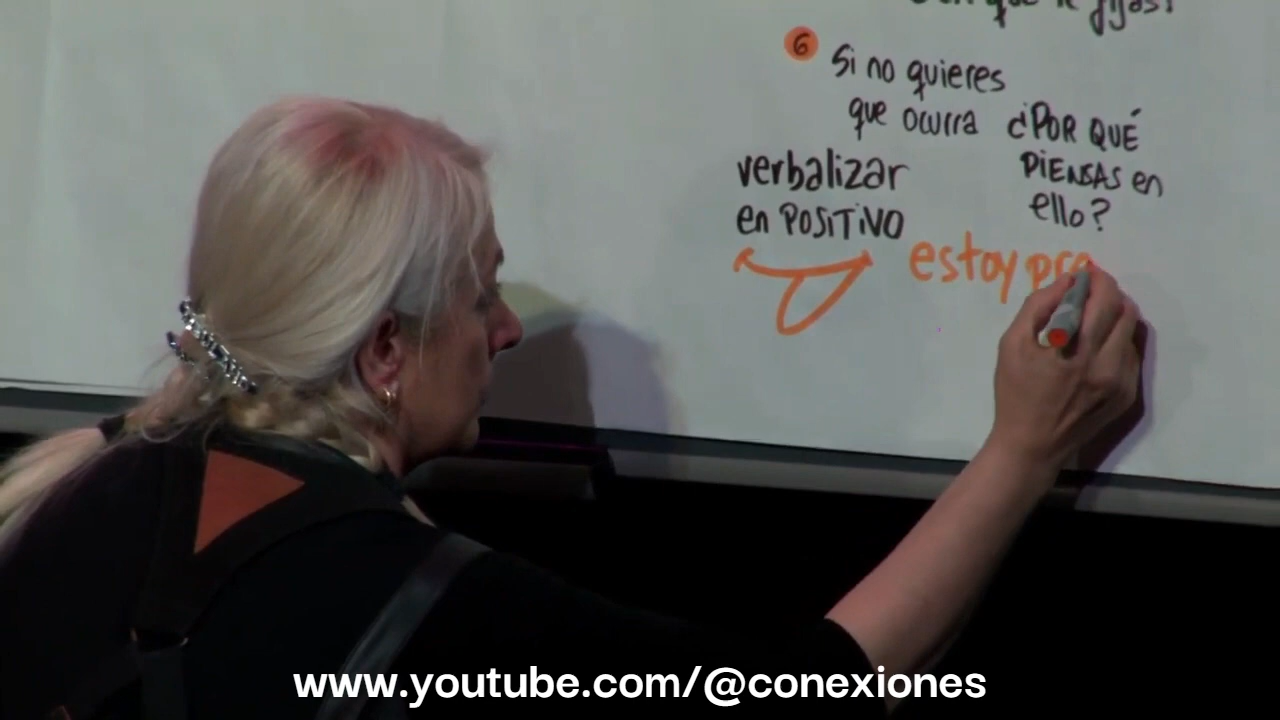 6
Si no quieres
que ocurra ¿POR QUÉ
PIENSAS en
ello?
verbalizar
en POSITIVO
estoy pre
www.youtube.com/@conexiones